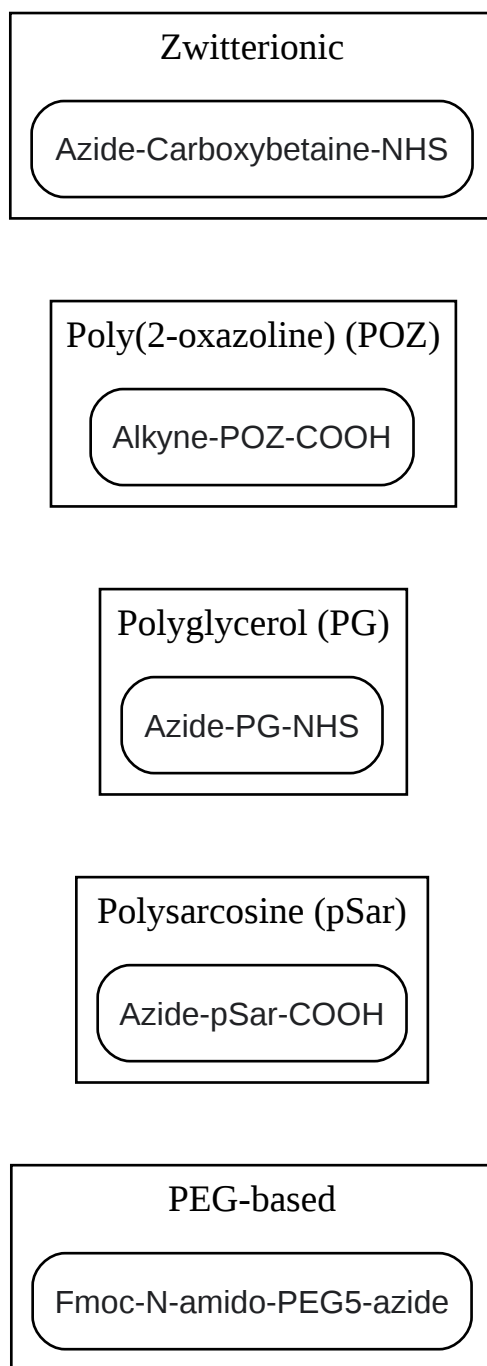 Zwitterionic
Azide-Carboxybetaine-NHS
Poly(2-oxazoline) (POZ)
Alkyne-POZ-COOH
Polyglycerol (PG)
Azide-PG-NHS
Polysarcosine (pSar)
Azide-pSar-COOH
PEG-based
Fmoc-N-amido-PEG5-azide